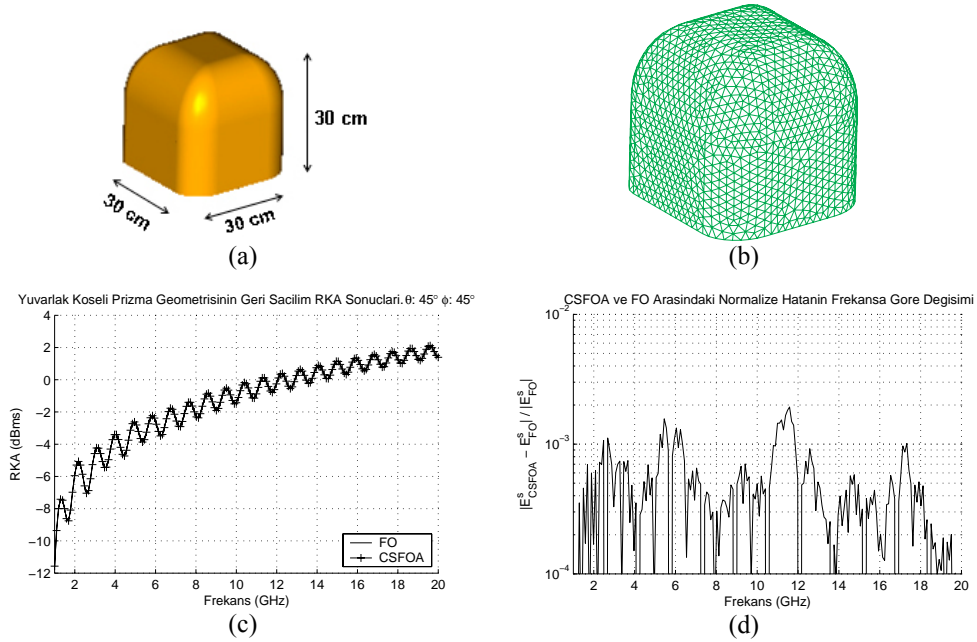 30 cm
30 cm
30 cm
(a)
(b)
Yuvarlak Koseli Prizma Geometrisinin Geri Sacilim RKA Sonuclari. θ: 45° ϕ: 45°
4
2
0
−2
−4
−6
−8
−10
−12
RKA (dBms)
FO
CSFOA
2 4 6 8 10 12 14 16 18 20
Frekans (GHz)
(c)
CSFOA ve FO Arasindaki Normalize Hatanin Frekansa Gore Degisimi
10⁻²
10⁻³
10⁻⁴
|Eˢ_CSFOA − Eˢ_FO| / |Eˢ_FO|
2 4 6 8 10 12 14 16 18 20
Frekans (GHz)
(d)